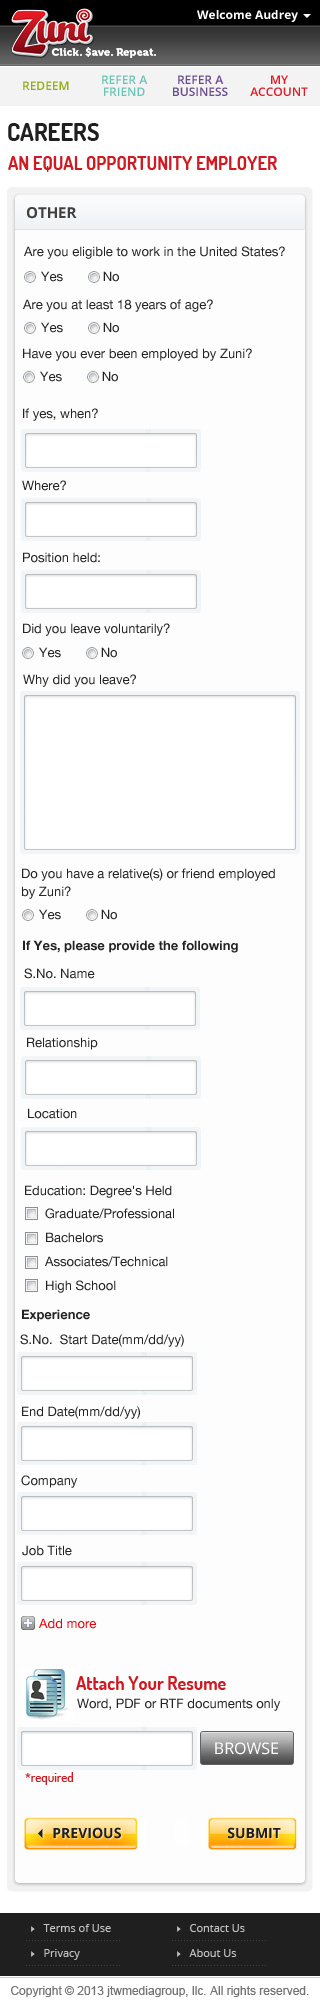 Zuni
Click. $ave. Repeat.
Welcome Audrey
REDEEM
REFER A
FRIEND
REFER A
BUSINESS
MY
ACCOUNT
CAREERS
AN EQUAL OPPORTUNITY EMPLOYER
OTHER
Are you eligible to work in the United States?
Yes No
Are you at least 18 years of age?
Yes No
Have you ever been employed by Zuni?
Yes No
If yes, when?
Where?
Position held:
Did you leave voluntarily?
Yes No
Why did you leave?
Do you have a relative(s) or friend employed
by Zuni?
Yes No
If Yes, please provide the following
S.No. Name
Relationship
Location
Education: Degree's Held
Graduate/Professional
Bachelors
Associates/Technical
High School
Experience
S.No. Start Date(mm/dd/yy)
End Date(mm/dd/yy)
Company
Job Title
Add more
Attach Your Resume
Word, PDF or RTF documents only
BROWSE
*required
PREVIOUS
SUBMIT
Terms of Use
Contact Us
Privacy
About Us
Copyright © 2013 jtwmediagroup, llc. All rights reserved.